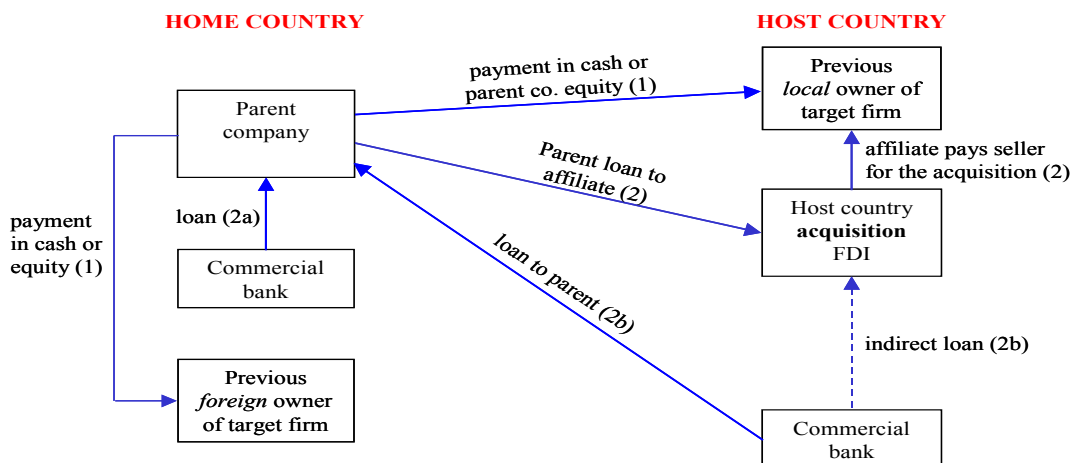 HOME COUNTRY
HOST COUNTRY
payment in cash or
parent co. equity (1)
Previous
local owner of
target firm
Parent
company
affiliate pays seller
for the acquisition (2)
Parent loan to
affiliate (2)
payment
in cash or
equity (1)
loan (2a)
Host country
acquisition
FDI
Commercial
bank
loan to parent (2b)
indirect loan (2b)
Previous
foreign owner
of target firm
Commercial
bank